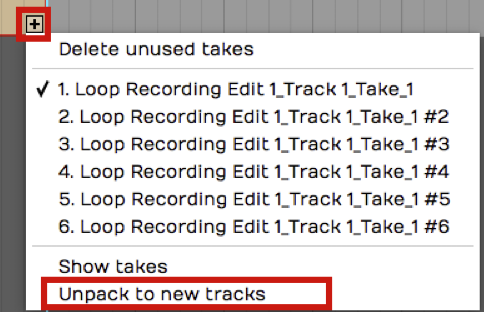 Delete unused takes
✓ 1. Loop Recording Edit 1_Track 1_Take_1
2. Loop Recording Edit 1_Track 1_Take_1 #2
3. Loop Recording Edit 1_Track 1_Take_1 #3
4. Loop Recording Edit 1_Track 1_Take_1 #4
5. Loop Recording Edit 1_Track 1_Take_1 #5
6. Loop Recording Edit 1_Track 1_Take_1 #6
Show takes
Unpack to new tracks